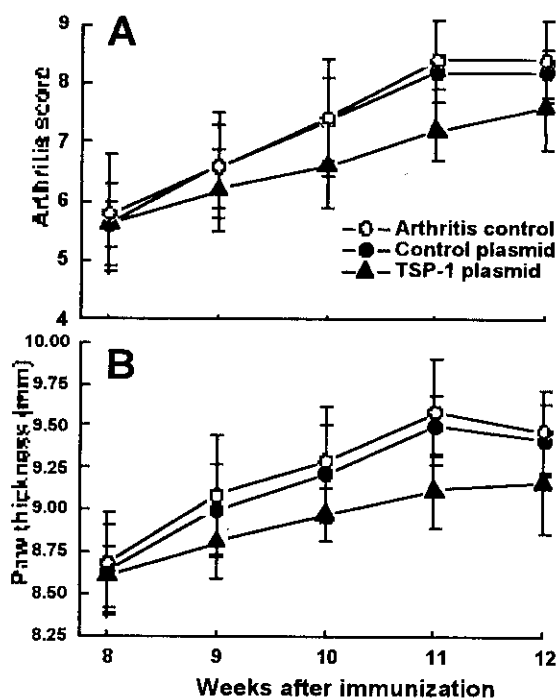 A
9
8
7
6
5
4
Arthritis score
Arthritis control
Control plasmid
TSP-1 plasmid
B
10.00
9.75
9.50
9.25
9.00
8.75
8.50
8.25
Paw thickness (mm)
8 9 10 11 12
Weeks after immunization